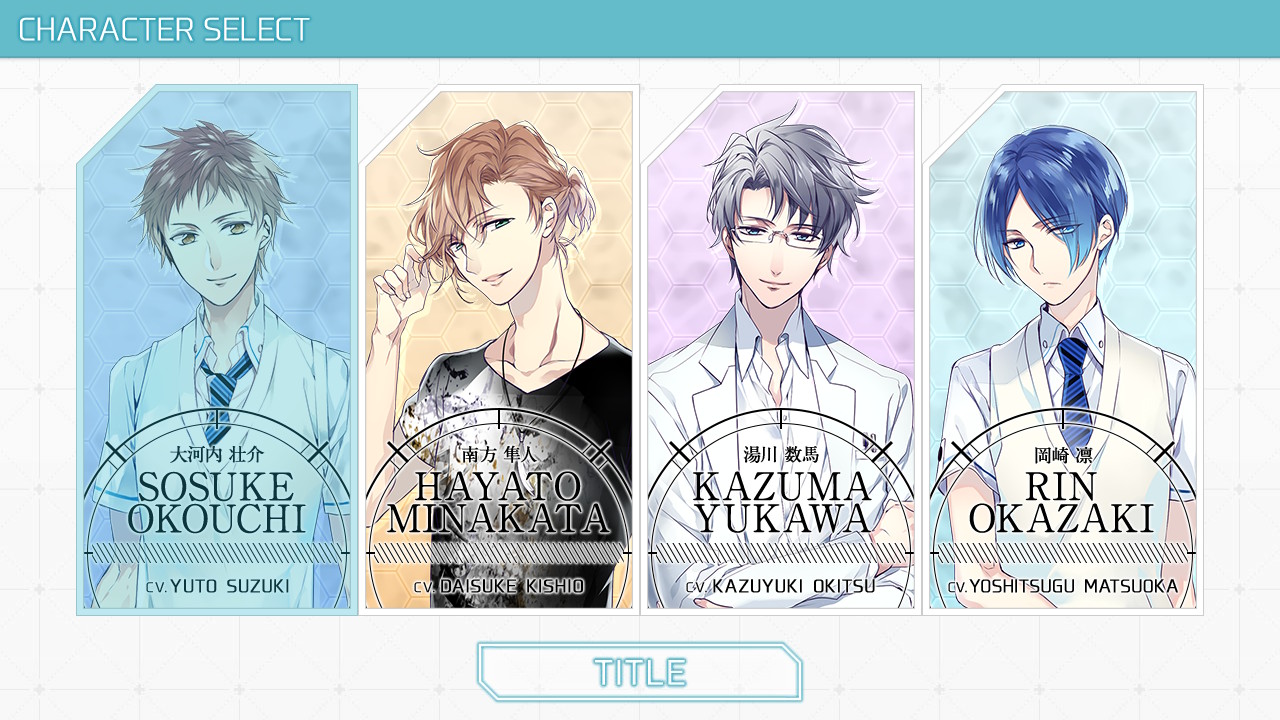 CHARACTER SELECT
大河内 壮介
SOSUKE
OKOUCHI
CV.YUTO SUZUKI
南方 隼人
HAYATO
MINAKATA
CV.DAISUKE KISHIO
湯川 数馬
KAZUMA
YUKAWA
CV.KAZUYUKI OKITSU
岡崎 凛
RIN
OKAZAKI
CV.YOSHITSUGU MATSUOKA
TITLE